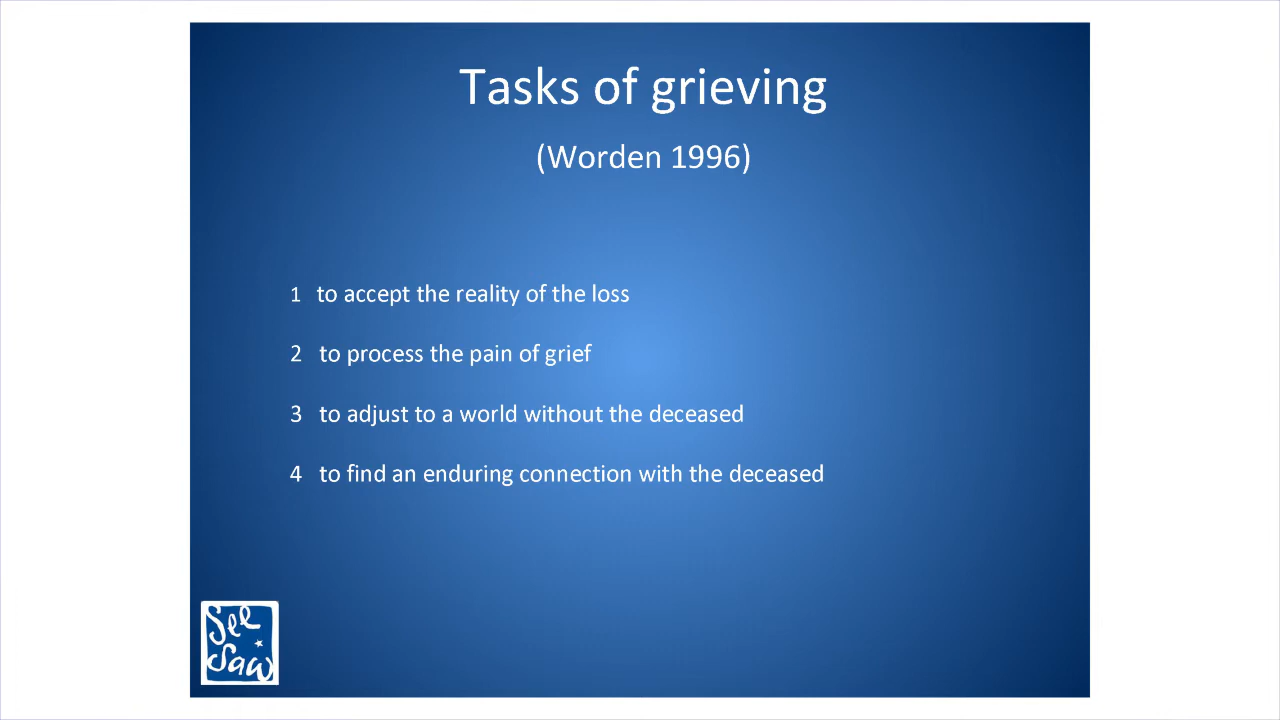 Tasks of grieving
(Worden 1996)
1 to accept the reality of the loss
2 to process the pain of grief
3 to adjust to a world without the deceased
4 to find an enduring connection with the deceased
See
Saw